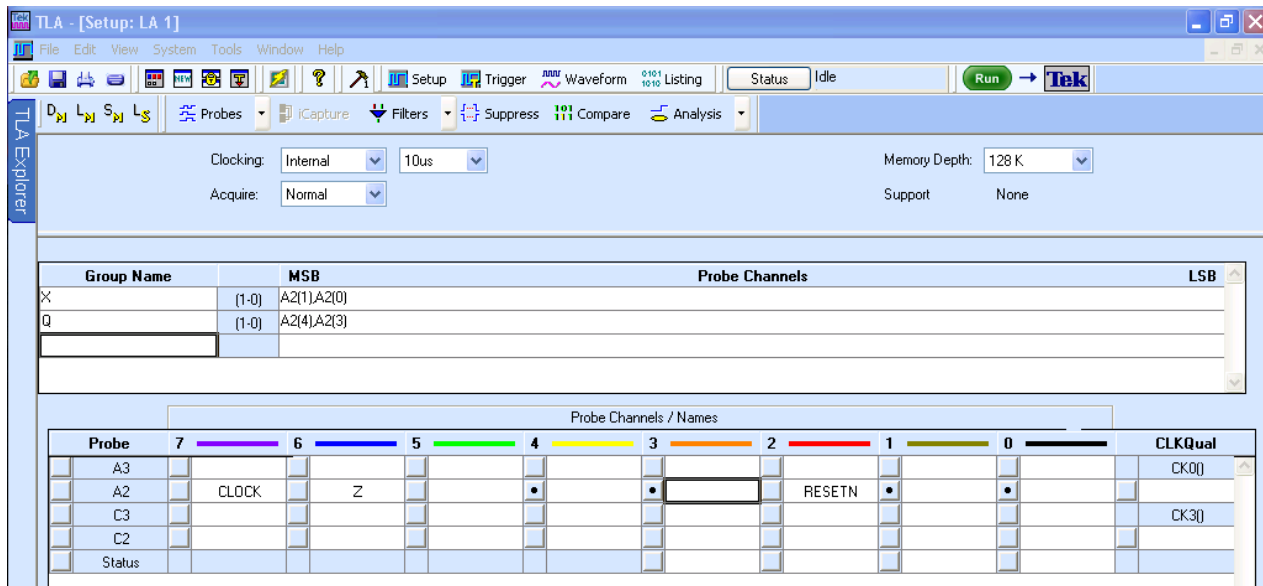 Tek TLA - [Setup: LA 1]
File Edit View System Tools Window Help
NEW ? Setup Trigger Waveform 0101 1010 Listing Status Idle Run → Tek
TLA Explorer
Probes iCapture Filters Suppress Compare Analysis
Clocking: Internal 10us Memory Depth: 128 K
Acquire: Normal Support None
Group Name MSB Probe Channels LSB
X (1-0) A2(1),A2(0)
Q (1-0) A2(4),A2(3)
Probe Channels / Names
Probe 7 6 5 4 3 2 1 0 CLKQual
A3 CK0()
A2 CLOCK Z RESETN
C3 CK3()
C2
Status